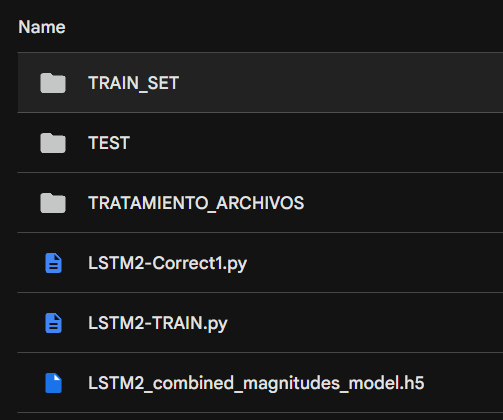 Name
TRAIN_SET
TEST
TRATAMIENTO_ARCHIVOS
LSTM2-Correct1.py
LSTM2-TRAIN.py
LSTM2_combined_magnitudes_model.h5